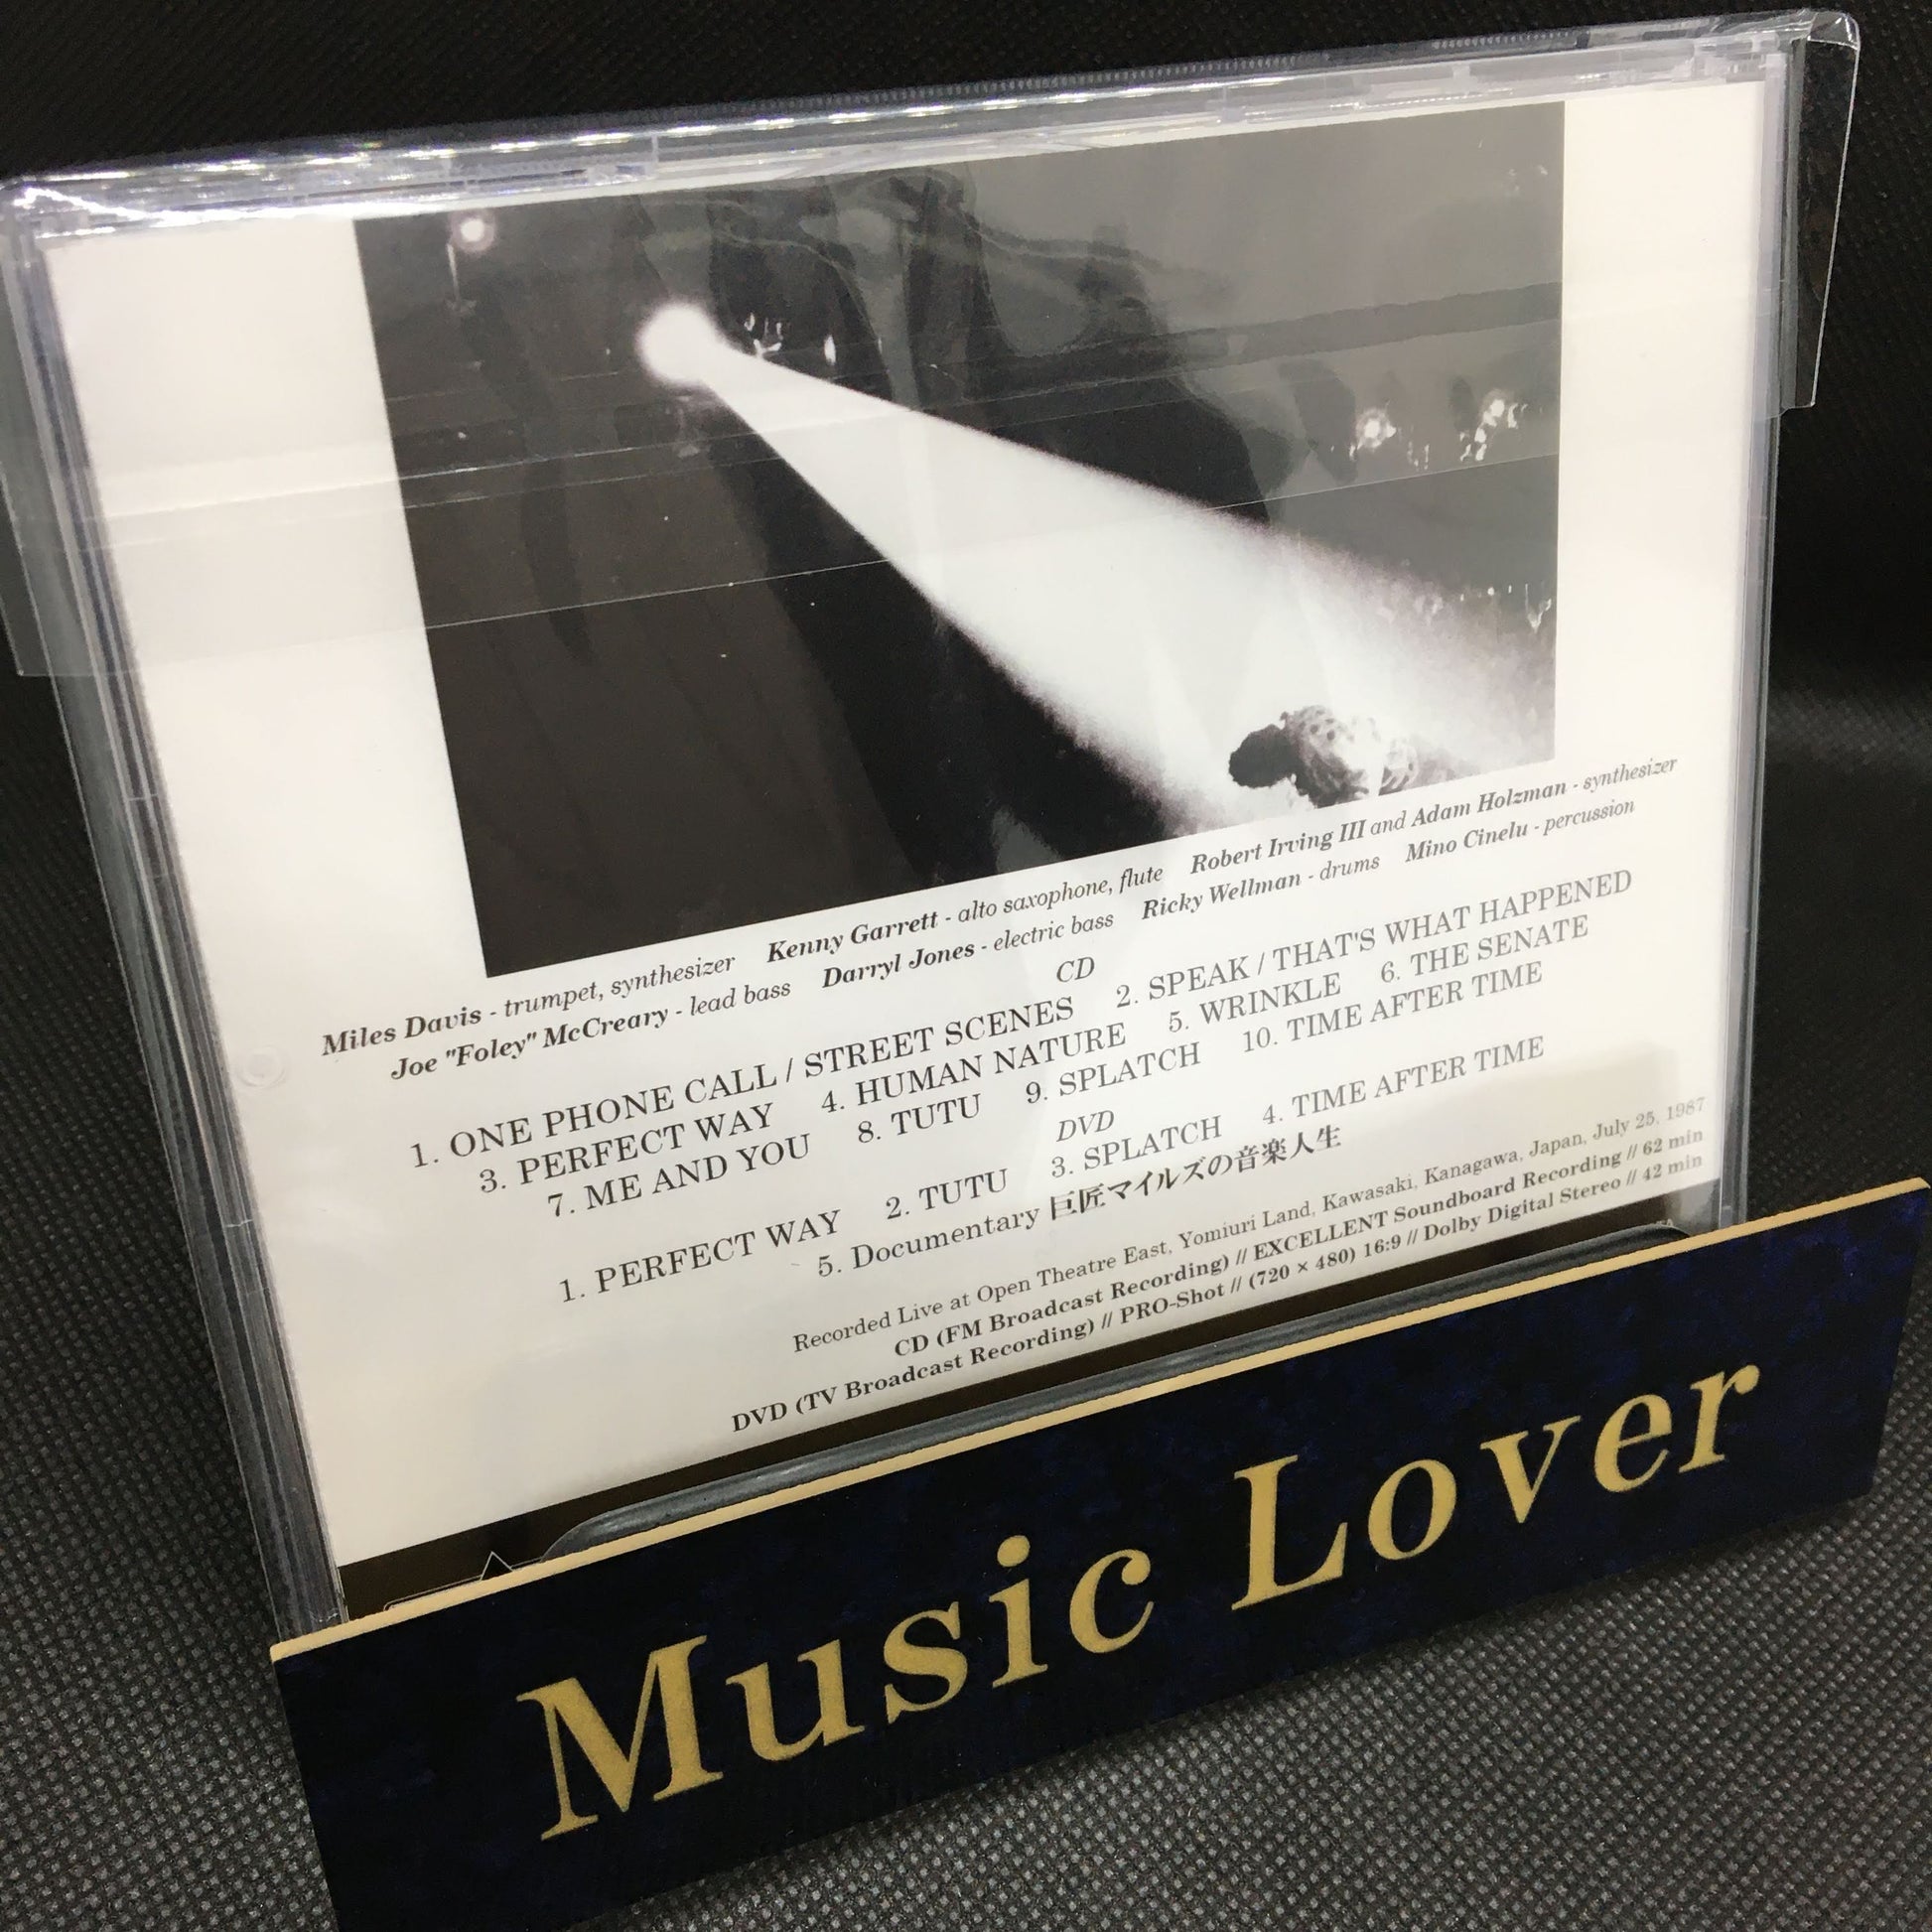 Miles Davis - trumpet, synthesizer Kenny Garrett - alto saxophone, flute Robert Irving III and Adam Holzman - synthesizer
Joe "Foley" McCreary - lead bass Darryl Jones - electric bass Ricky Wellman - drums Mino Cinelu - percussion
CD
1. ONE PHONE CALL / STREET SCENES 2. SPEAK / THAT'S WHAT HAPPENED
3. PERFECT WAY 4. HUMAN NATURE 5. WRINKLE 6. THE SENATE
7. ME AND YOU 8. TUTU 9. SPLATCH 10. TIME AFTER TIME
DVD
1. PERFECT WAY 2. TUTU 3. SPLATCH 4. TIME AFTER TIME
5. Documentary 巨匠マイルズの音楽人生
Recorded Live at Open Theatre East, Yomiuri Land, Kawasaki, Kanagawa, Japan, July 25, 1987
CD (FM Broadcast Recording) // EXCELLENT Soundboard Recording // 62 min
DVD (TV Broadcast Recording) // PRO-Shot // (720 × 480) 16:9 // Dolby Digital Stereo // 42 min
Music Lover